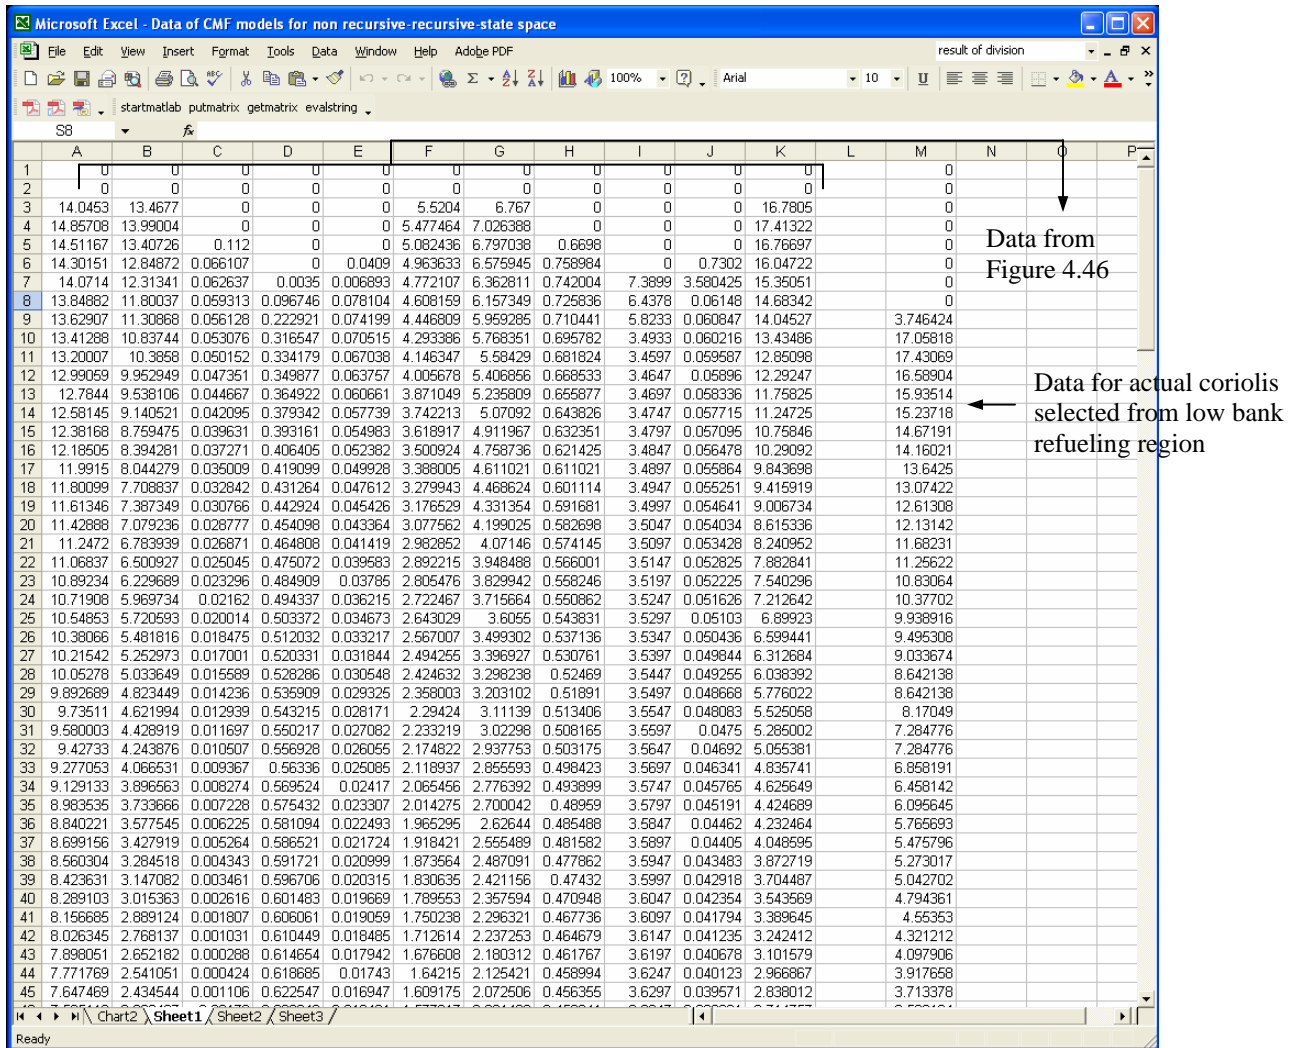 Microsoft Excel - Data of CMF models for non recursive-recursive-state space
File Edit View Insert Format Tools Data Window Help Adobe PDF result of division
100% Arial 10 U A
startmatlab putmatrix getmatrix evalstring
S8 fx
A B C D E F G H I J K L M N O P
1 0 0 0 0 0 0 0 0 0 0 0 0
2 0 0 0 0 0 0 0 0 0 0 0 0
3 14.0453 13.4677 0 0 0 5.5204 6.767 0 0 0 16.7805 0
4 14.85708 13.99004 0 0 0 5.477464 7.026388 0 0 0 17.41322 0
5 14.51167 13.40726 0.112 0 0 5.082436 6.797038 0.6698 0 0 16.76697 0
6 14.30151 12.84872 0.066107 0 0.0409 4.963633 6.575945 0.758984 0 0.7302 16.04722 0
7 14.0714 12.31341 0.062637 0.0035 0.006893 4.772107 6.362811 0.742004 7.3899 3.580425 15.35051 0
8 13.84882 11.80037 0.059313 0.096746 0.078104 4.608159 6.157349 0.725836 6.4378 0.06148 14.68342 0
9 13.62907 11.30868 0.056128 0.222921 0.074199 4.446809 5.959285 0.710441 5.8233 0.060847 14.04527 3.746424
10 13.41288 10.83744 0.053076 0.316547 0.070515 4.293386 5.768351 0.695782 3.4933 0.060216 13.43486 17.05818
11 13.20007 10.3858 0.050152 0.334179 0.067038 4.146347 5.58429 0.681824 3.4597 0.059587 12.85098 17.43069
12 12.99059 9.952949 0.047351 0.349877 0.063757 4.005678 5.406856 0.668533 3.4647 0.05896 12.29247 16.58904
13 12.7844 9.538106 0.044667 0.364922 0.060661 3.871049 5.235809 0.655877 3.4697 0.058336 11.75825 15.93514
14 12.58145 9.140521 0.042095 0.379342 0.057739 3.742213 5.07092 0.643826 3.4747 0.057715 11.24725 15.23718
15 12.38168 8.759475 0.039631 0.393161 0.054983 3.618917 4.911967 0.632351 3.4797 0.057095 10.75846 14.67191
16 12.18505 8.394281 0.037271 0.406405 0.052382 3.500924 4.758736 0.621425 3.4847 0.056478 10.29092 14.16021
17 11.9915 8.044279 0.035009 0.419099 0.049928 3.388005 4.611021 0.611021 3.4897 0.055864 9.843698 13.6425
18 11.80099 7.708837 0.032842 0.431264 0.047612 3.279943 4.468624 0.601114 3.4947 0.055251 9.415919 13.07422
19 11.61346 7.387349 0.030766 0.442924 0.045426 3.176529 4.331354 0.591681 3.4997 0.054641 9.006734 12.61308
20 11.42888 7.079236 0.028777 0.454098 0.043364 3.077562 4.199025 0.582698 3.5047 0.054034 8.615336 12.13142
21 11.2472 6.783939 0.026871 0.464808 0.041419 2.982852 4.07146 0.574145 3.5097 0.053428 8.240952 11.68231
22 11.06837 6.500927 0.025045 0.475072 0.039583 2.892215 3.948488 0.566001 3.5147 0.052825 7.882841 11.25622
23 10.89234 6.229689 0.023296 0.484909 0.03785 2.805476 3.829942 0.558246 3.5197 0.052225 7.540296 10.83064
24 10.71908 5.969734 0.02162 0.494337 0.036215 2.722467 3.715664 0.550862 3.5247 0.051626 7.212642 10.37702
25 10.54853 5.720593 0.020014 0.503372 0.034673 2.643029 3.6055 0.543831 3.5297 0.05103 6.89923 9.938916
26 10.38066 5.481816 0.018475 0.512032 0.033217 2.567007 3.499302 0.537136 3.5347 0.050436 6.599441 9.495308
27 10.21542 5.252973 0.017001 0.520331 0.031844 2.494255 3.396927 0.530761 3.5397 0.049844 6.312684 9.033674
28 10.05278 5.033649 0.015589 0.528286 0.030548 2.424632 3.298238 0.52469 3.5447 0.049255 6.038392 8.642138
29 9.892689 4.823449 0.014236 0.535909 0.029325 2.358003 3.203102 0.51891 3.5497 0.048668 5.776022 8.642138
30 9.73511 4.621994 0.012939 0.543215 0.028171 2.29424 3.11139 0.513406 3.5547 0.048083 5.525058 8.17049
31 9.580003 4.428919 0.011697 0.550217 0.027082 2.233219 3.02298 0.508165 3.5597 0.0475 5.285002 7.284776
32 9.42733 4.243876 0.010507 0.556928 0.026055 2.174822 2.937753 0.503175 3.5647 0.04692 5.055381 7.284776
33 9.277053 4.066531 0.009367 0.56336 0.025085 2.118937 2.855593 0.498423 3.5697 0.046341 4.835741 6.858191
34 9.129133 3.896563 0.008274 0.569524 0.02417 2.065456 2.776392 0.493899 3.5747 0.045765 4.625649 6.458142
35 8.983535 3.733666 0.007228 0.575432 0.023307 2.014275 2.700042 0.48959 3.5797 0.045191 4.424689 6.095645
36 8.840221 3.577545 0.006225 0.581094 0.022493 1.965295 2.62644 0.485488 3.5847 0.04462 4.232464 5.765693
37 8.699156 3.427919 0.005264 0.586521 0.021724 1.918421 2.555489 0.481582 3.5897 0.04405 4.048595 5.475796
38 8.560304 3.284518 0.004343 0.591721 0.020999 1.873564 2.487091 0.477862 3.5947 0.043483 3.872719 5.273017
39 8.423631 3.147082 0.003461 0.596706 0.020315 1.830635 2.421156 0.47432 3.5997 0.042918 3.704487 5.042702
40 8.289103 3.015363 0.002616 0.601483 0.019669 1.789553 2.357594 0.470948 3.6047 0.042354 3.543569 4.794361
41 8.156685 2.889124 0.001807 0.606061 0.019059 1.750238 2.296321 0.467736 3.6097 0.041794 3.389645 4.55353
42 8.026345 2.768137 0.001031 0.610449 0.018485 1.712614 2.237253 0.464679 3.6147 0.041235 3.242412 4.321212
43 7.898051 2.652182 0.000288 0.614654 0.017942 1.676608 2.180312 0.461767 3.6197 0.040678 3.101579 4.097906
44 7.771769 2.541051 0.000424 0.618685 0.01743 1.64215 2.125421 0.458994 3.6247 0.040123 2.966867 3.917658
45 7.647469 2.434544 0.001106 0.622547 0.016947 1.609175 2.072506 0.456355 3.6297 0.039571 2.838012 3.713378
Data from
Figure 4.46
Data for actual coriolis
selected from low bank
refueling region
Chart2 Sheet1 Sheet2 Sheet3
Ready